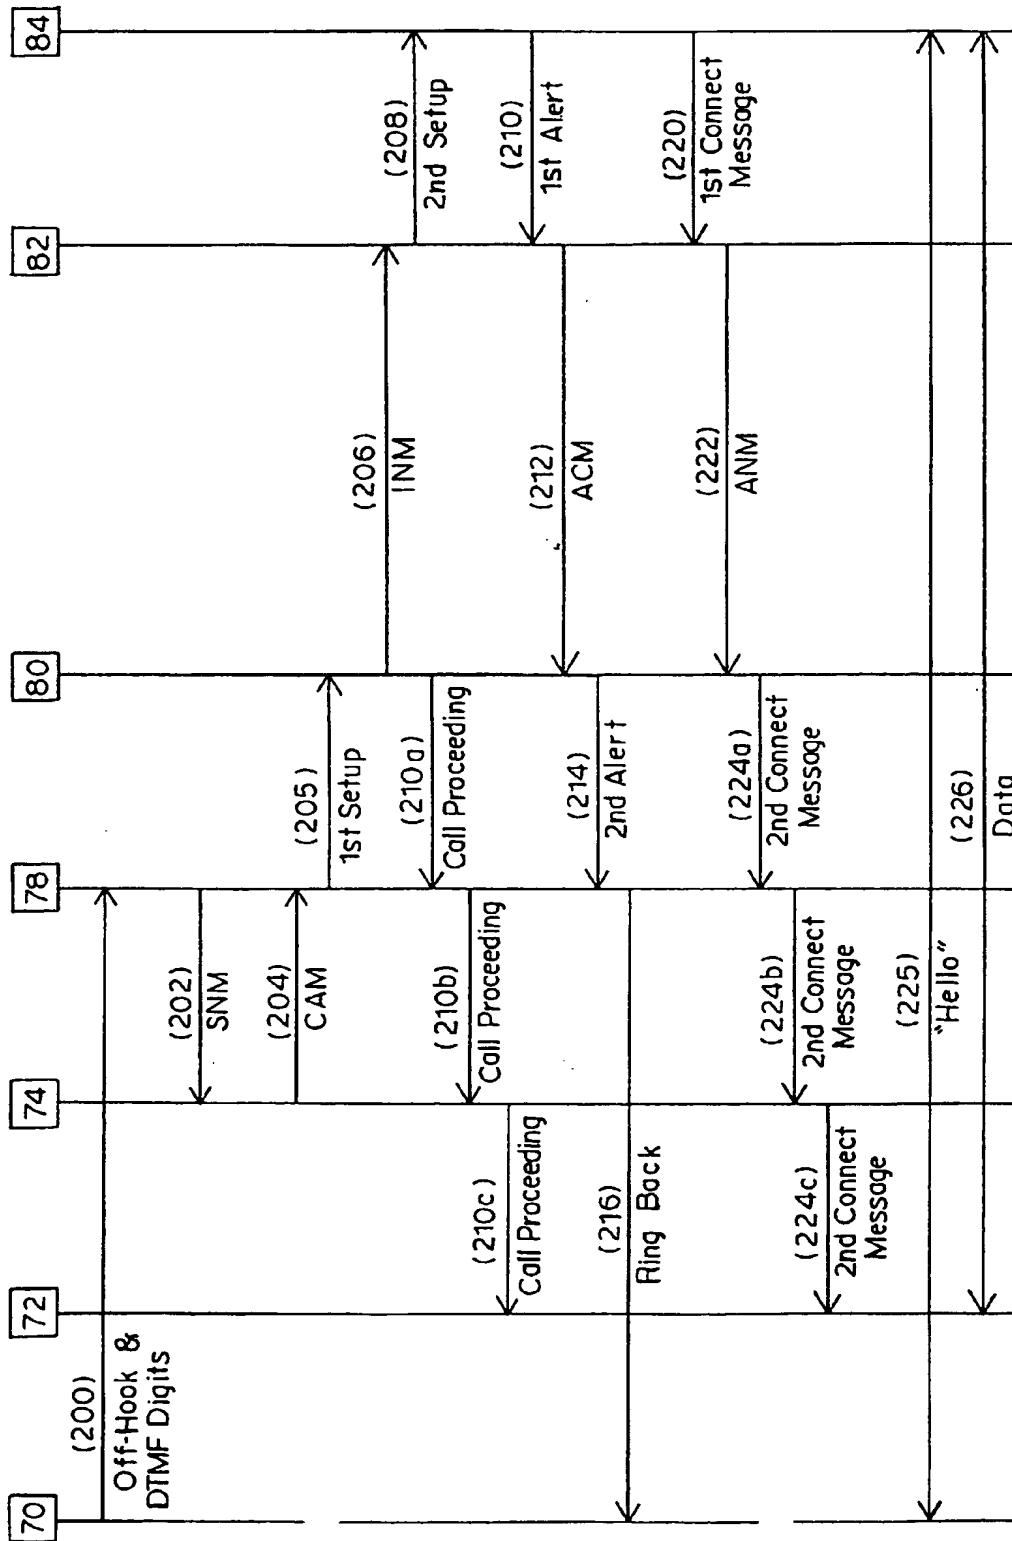 70
72
74
78
80
82
84
(200)
Off-Hook &
DTMF Digits
(202)
SNM
(204)
CAM
(205)
1st Setup
(206)
INM
(208)
2nd Setup
(210a)
Call Proceeding
(210b)
Call Proceeding
(210c)
Call Proceeding
(210)
1st Alert
(212)
ACM
(214)
2nd Alert
(216)
Ring Back
(220)
1st Connect
Message
(222)
ANM
(224a)
2nd Connect
Message
(224b)
2nd Connect
Message
(224c)
2nd Connect
Message
(225)
"Hello"
(226)
Data